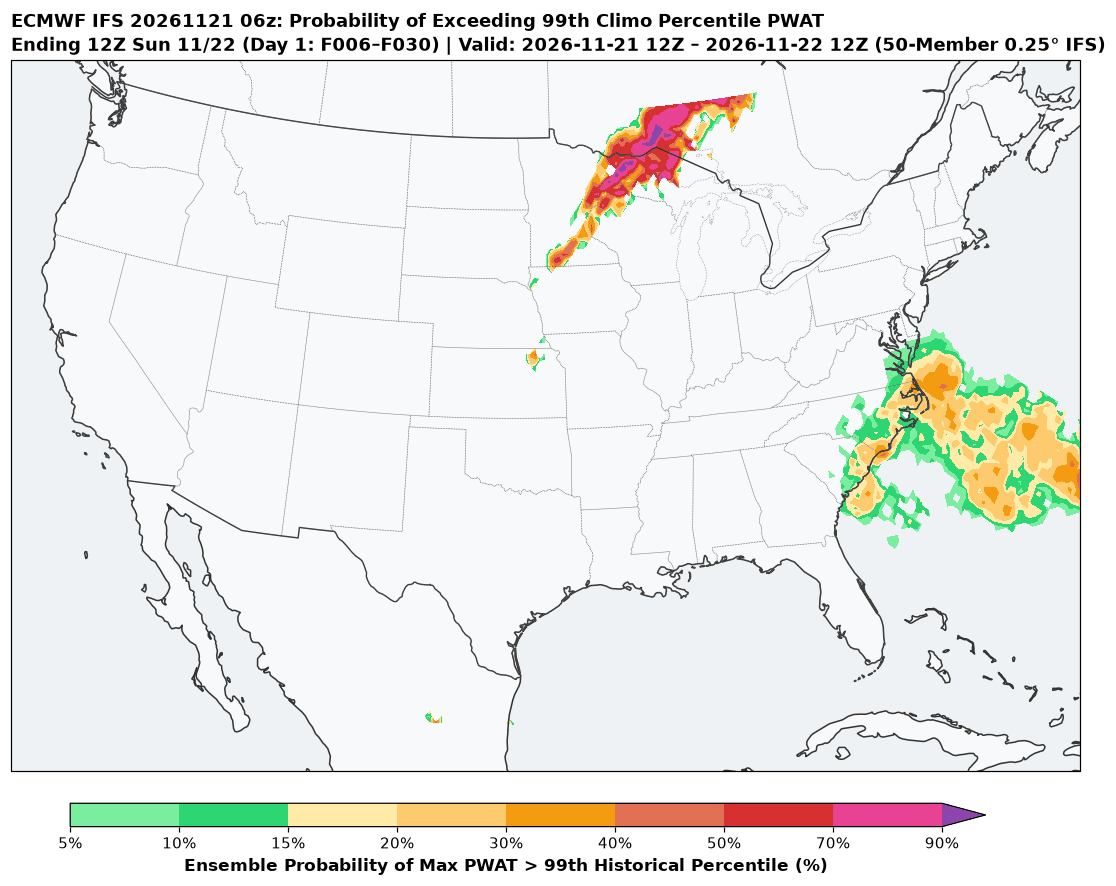 ECMWF IFS 20261121 06z: Probability of Exceeding 99th Climo Percentile PWAT
Ending 12Z Sun 11/22 (Day 1: F006–F030) | Valid: 2026-11-21 12Z – 2026-11-22 12Z (50-Member 0.25° IFS)
5% 10% 15% 20% 30% 40% 50% 70% 90%
Ensemble Probability of Max PWAT > 99th Historical Percentile (%)